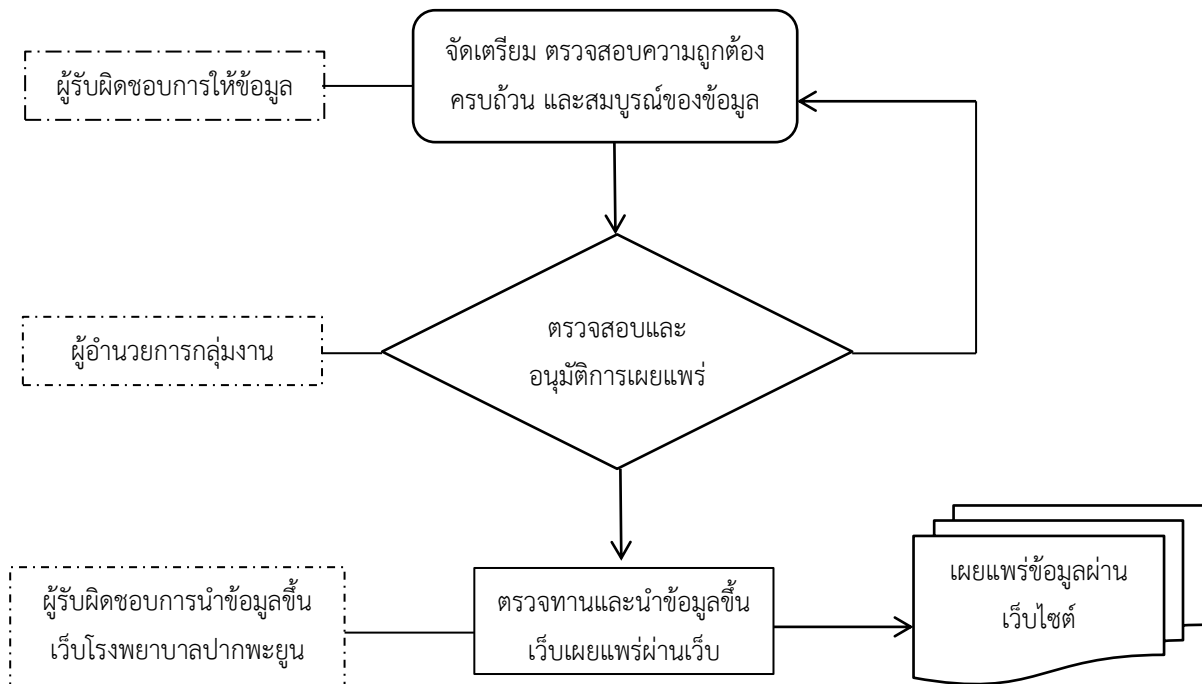 จัดเตรียม ตรวจสอบความถูกต้อง
ครบถ้วน และสมบูรณ์ของข้อมูล
ผู้รับผิดชอบการให้ข้อมูล
ตรวจสอบและ
อนุมัติการเผยแพร่
ผู้อำนวยการกลุ่มงาน
ผู้รับผิดชอบการนำข้อมูลขึ้น
เว็บโรงพยาบาลปากพะยูน
ตรวจทานและนำข้อมูลขึ้น
เว็บเผยแพร่ผ่านเว็บ
เผยแพร่ข้อมูลผ่าน
เว็บไซต์